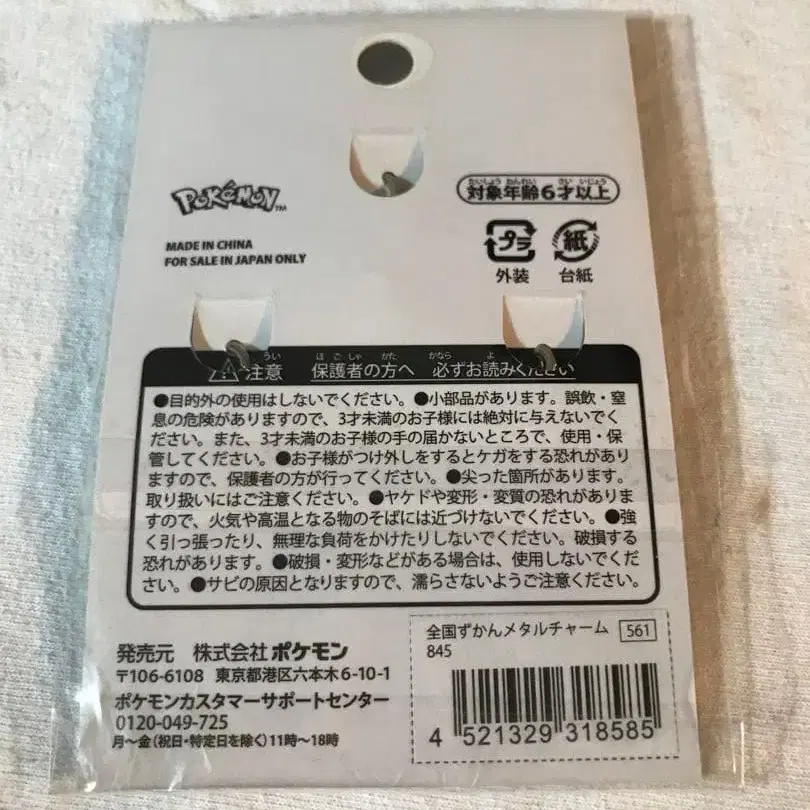 POKéMON™
たいしょうねんれい さい いじょう
対象年齢6才以上
MADE IN CHINA
FOR SALE IN JAPAN ONLY
プラ 紙
外装 台紙
うい ほごしゃ かた かなら よ
注意 保護者の方へ 必ずお読みください
●目的外の使用はしないでください。●小部品があります。誤飲・窒
息の危険がありますので、3才未満のお子様には絶対に与えないでく
ださい。また、3才未満のお子様の手の届かないところで、使用・保
管してください。●お子様がつけ外しをするとケガをする恐れがあり
ますので、保護者の方が行ってください。●尖った箇所があります。
取り扱いにはご注意ください。●ヤケドや変形・変質の恐れがありま
すので、火気や高温となる物のそばには近づけないでください。●強
く引っ張ったり、無理な負荷をかけたりしないでください。破損する
恐れがあります。●破損・変形などがある場合は、使用しないでくだ
さい。●サビの原因となりますので、濡らさないようご注意ください。
発売元 株式会社ポケモン
〒106-6108 東京都港区六本木6-10-1
ポケモンカスタマーサポートセンター
0120-049-725
月〜金(祝日・特定日を除く)11時〜18時
全国ずかんメタルチャーム 561
845
4 521329 318585